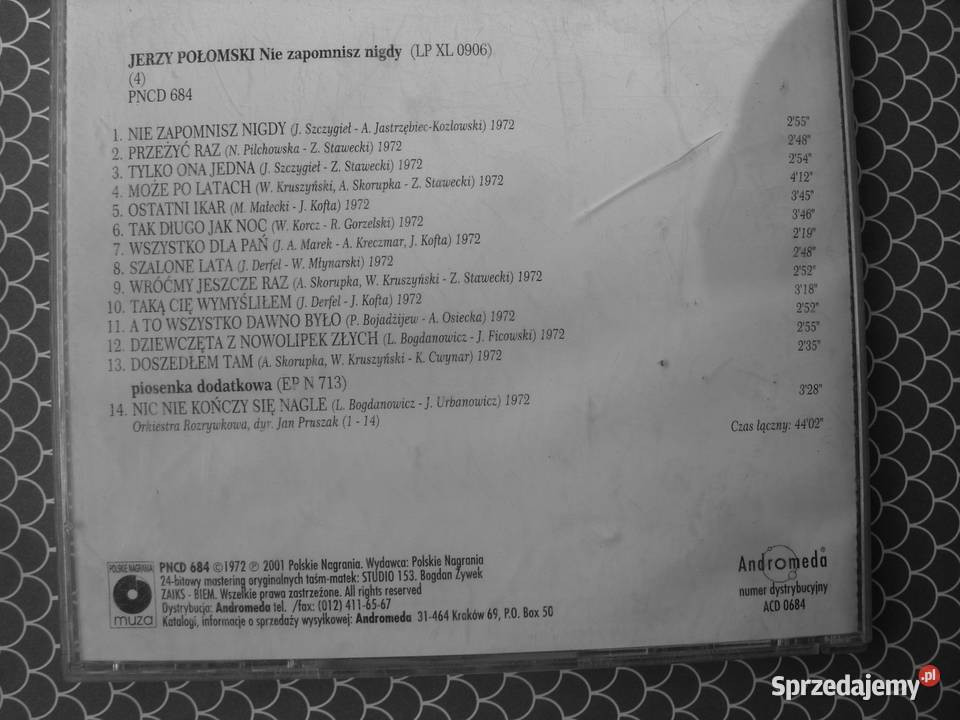 JERZY POŁOMSKI Nie zapomnisz nigdy (LP XL 0906)
(4)
PNCD 684
1. NIE ZAPOMNISZ NIGDY (J. Szczygieł - A. Jastrzębiec-Kozłowski) 1972 2'55"
2. PRZEŻYĆ RAZ (N. Pilchowska - Z. Stawecki) 1972 2'48"
3. TYLKO ONA JEDNA (J. Szczygieł - Z. Stawecki) 1972 2'54"
4. MOŻE PO LATACH (W. Kruszyński, A. Skorupka - Z. Stawecki) 1972 4'12"
5. OSTATNI IKAR (M. Małecki - J. Kofta) 1972 3'45"
6. TAK DŁUGO JAK NOC (W. Korcz - R. Gorzelski) 1972 3'46"
7. WSZYSTKO DLA PAŃ (J. A. Marek - A. Kreczmar, J. Kofta) 1972 2'19"
8. SZALONE LATA (J. Derfel - W. Młynarski) 1972 2'48"
9. WRÓĆMY JESZCZE RAZ (A. Skorupka, W. Kruszyński - Z. Stawecki) 1972 2'52"
10. TAKĄ CIĘ WYMYŚLIŁEM (J. Derfel - J. Kofta) 1972 3'18"
11. A TO WSZYSTKO DAWNO BYŁO (P. Bojadżijew - A. Osiecka) 1972 2'52"
12. DZIEWCZĘTA Z NOWOLIPEK ZŁYCH (L. Bogdanowicz - J. Ficowski) 1972 2'55"
13. DOSZEDŁEM TAM (A. Skorupka, W. Kruszyński - K. Cwynar) 1972 2'35"
piosenka dodatkowa (EP N 713)
14. NIC NIE KOŃCZY SIĘ NAGLE (L. Bogdanowicz - J. Urbanowicz) 1972 3'28"
Orkiestra Rozrywkowa, dyr. Jan Pruszak (1 - 14) Czas łączny: 44'02"
POLSKIE NAGRANIA
muza
PNCD 684 ©1972 ℗ 2001 Polskie Nagrania. Wydawca: Polskie Nagrania
24-bitowy mastering oryginalnych taśm-matek: STUDIO 153. Bogdan Żywek
ZAIKS - BIEM. Wszelkie prawa zastrzeżone. All rights reserved
Dystrybucja: Andromeda tel. /fax: (012) 411-65-67
Katalogi, informacje o sprzedaży wysyłkowej: Andromeda 31-464 Kraków 69, P.O. Box 50
Andromeda®
numer dystrybucyjny
ACD 0684
Sprzedajemy.pl